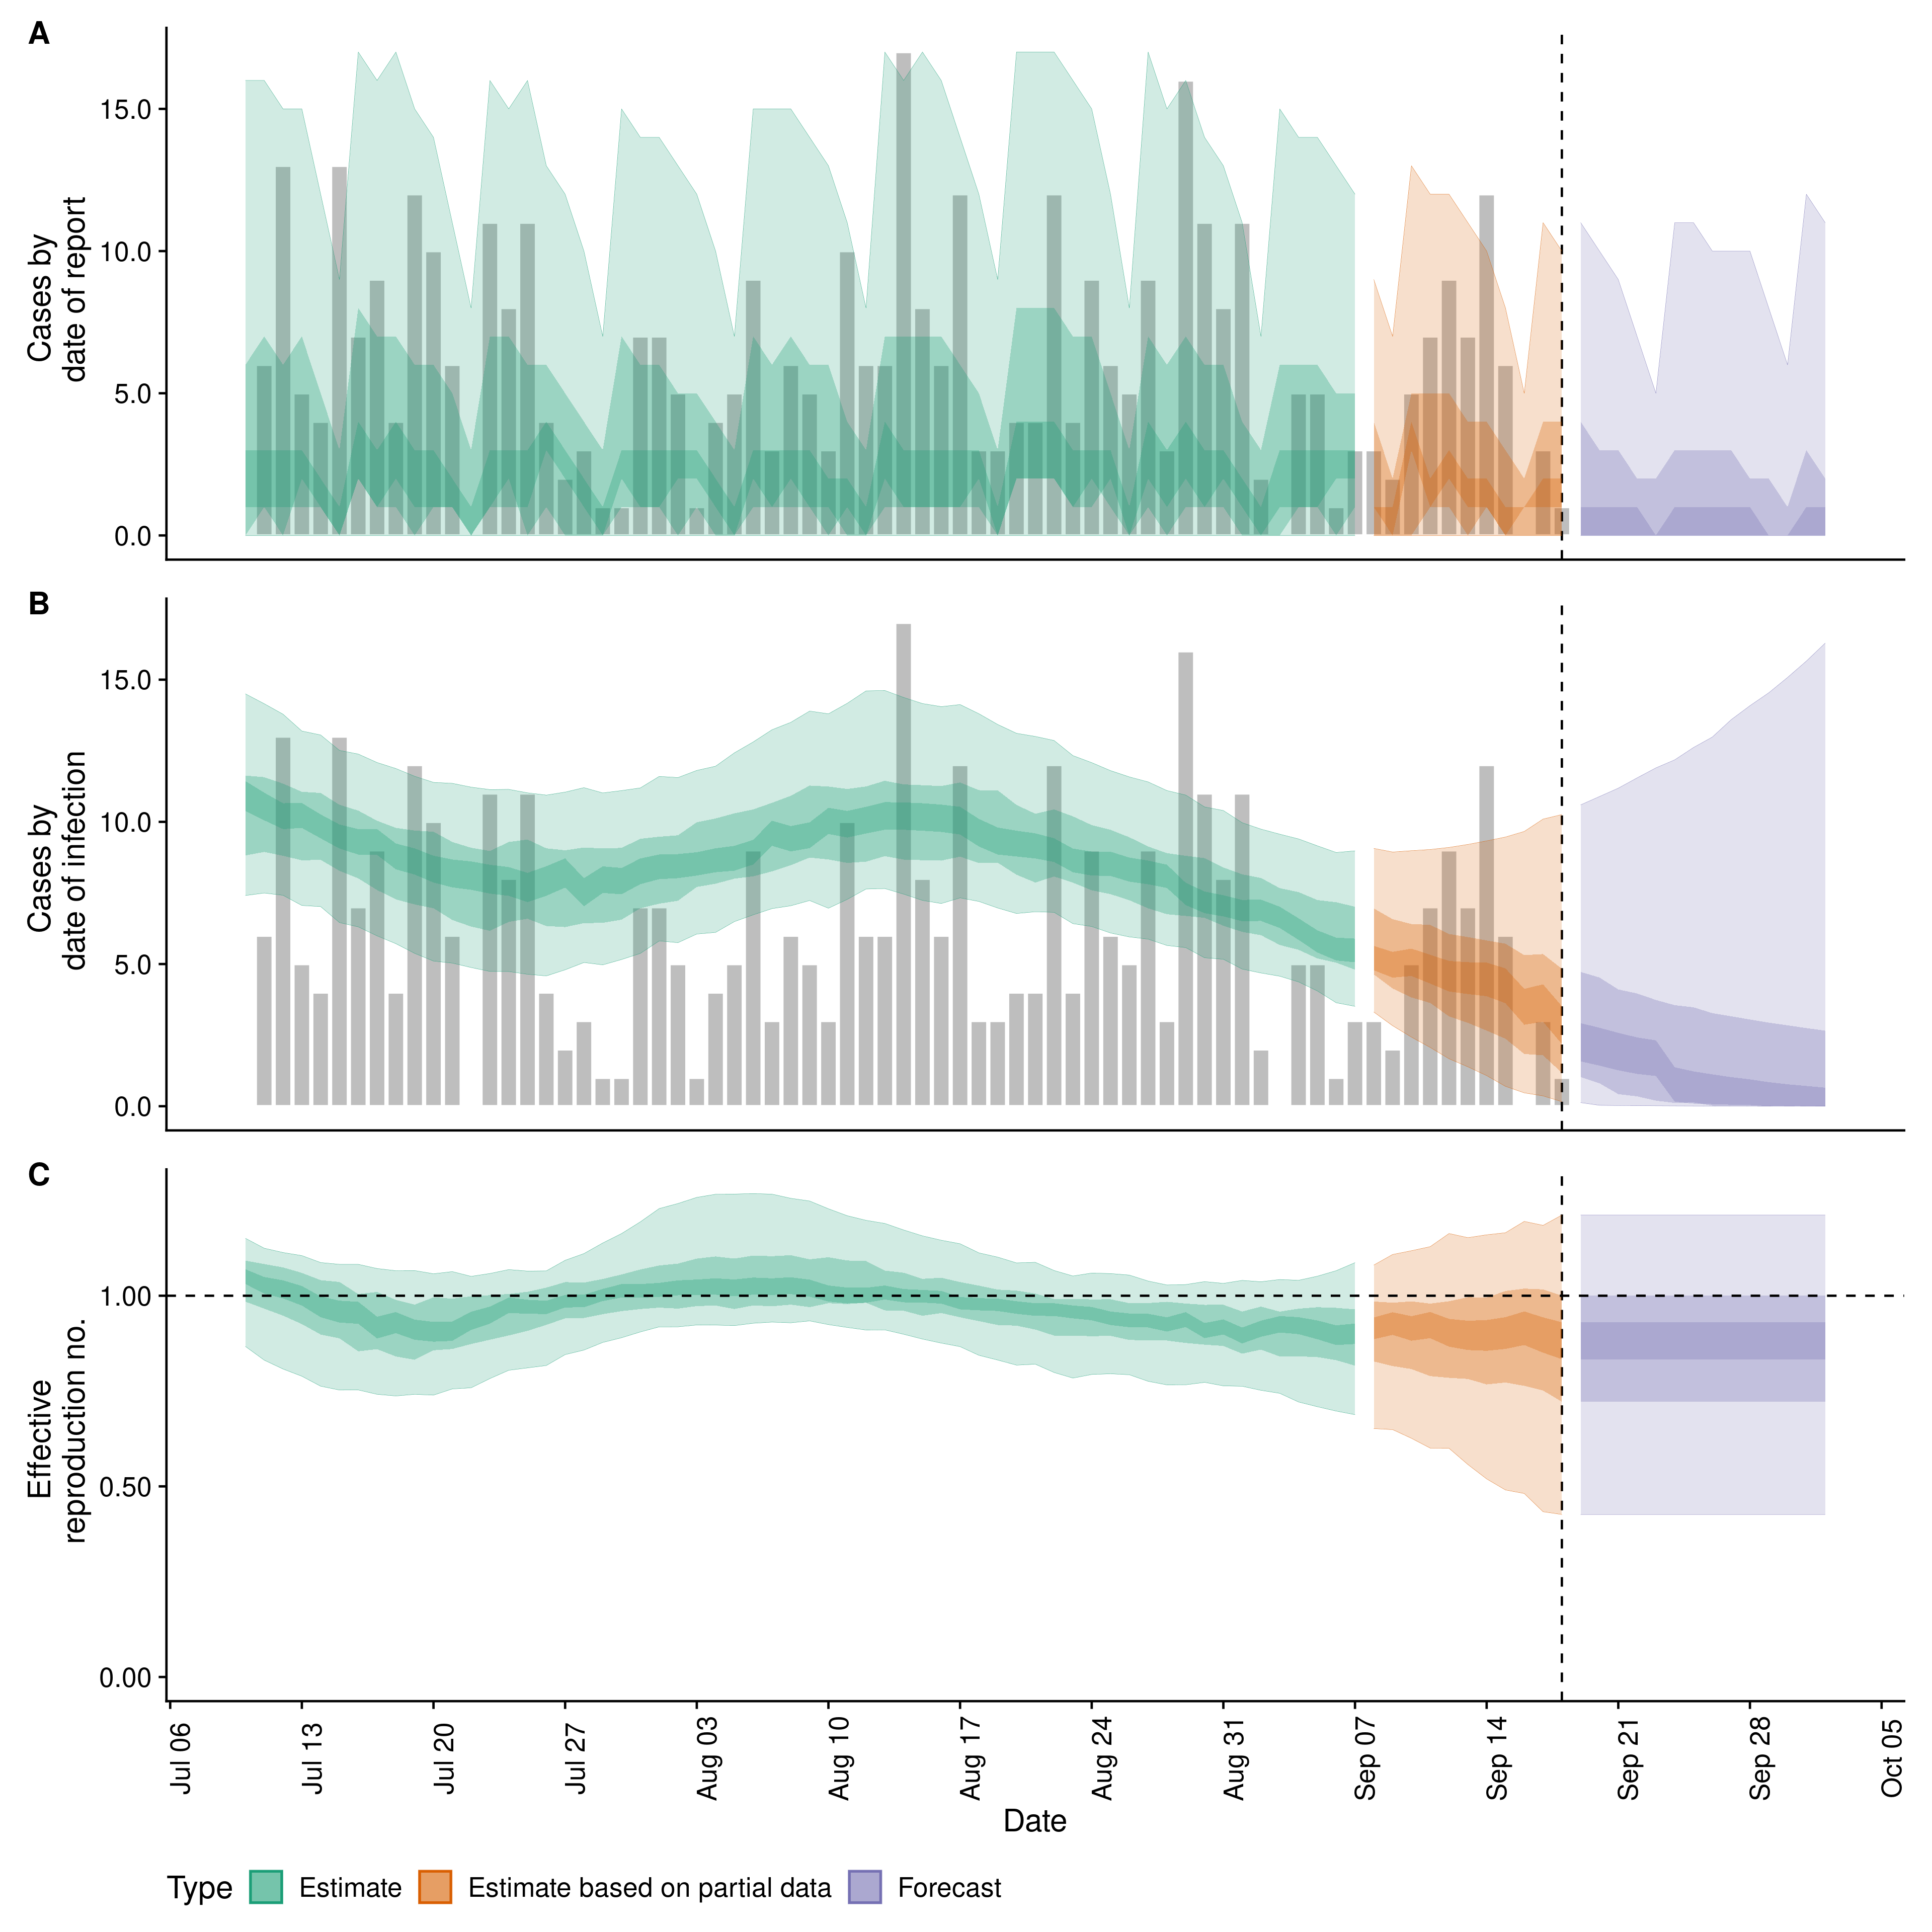 A
Cases by
date of report
15.0
10.0
5.0
0.0
B
Cases by
date of infection
15.0
10.0
5.0
0.0
C
Effective
reproduction no.
1.00
0.50
0.00
Jul 06
Jul 13
Jul 20
Jul 27
Aug 03
Aug 10
Aug 17
Aug 24
Aug 31
Sep 07
Sep 14
Sep 21
Sep 28
Oct 05
Date
Type Estimate Estimate based on partial data Forecast